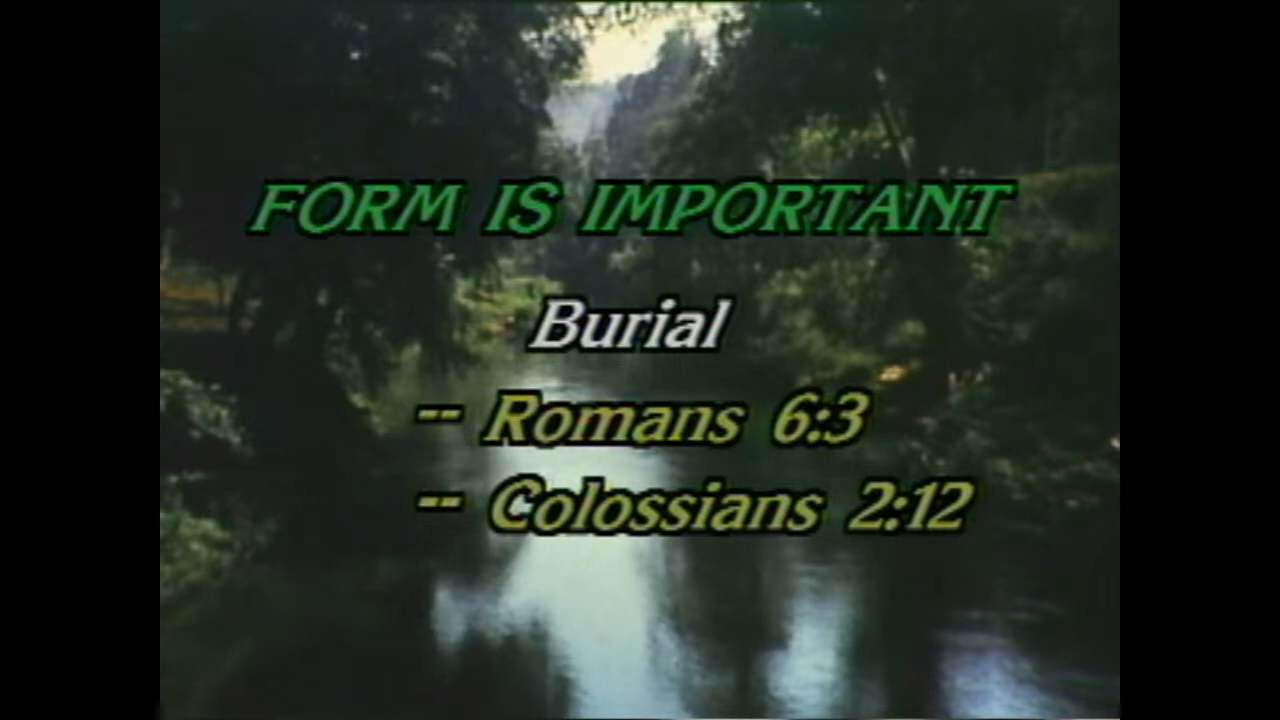 FORM IS IMPORTANT
Burial
-- Romans 6:3
-- Colossians 2:12